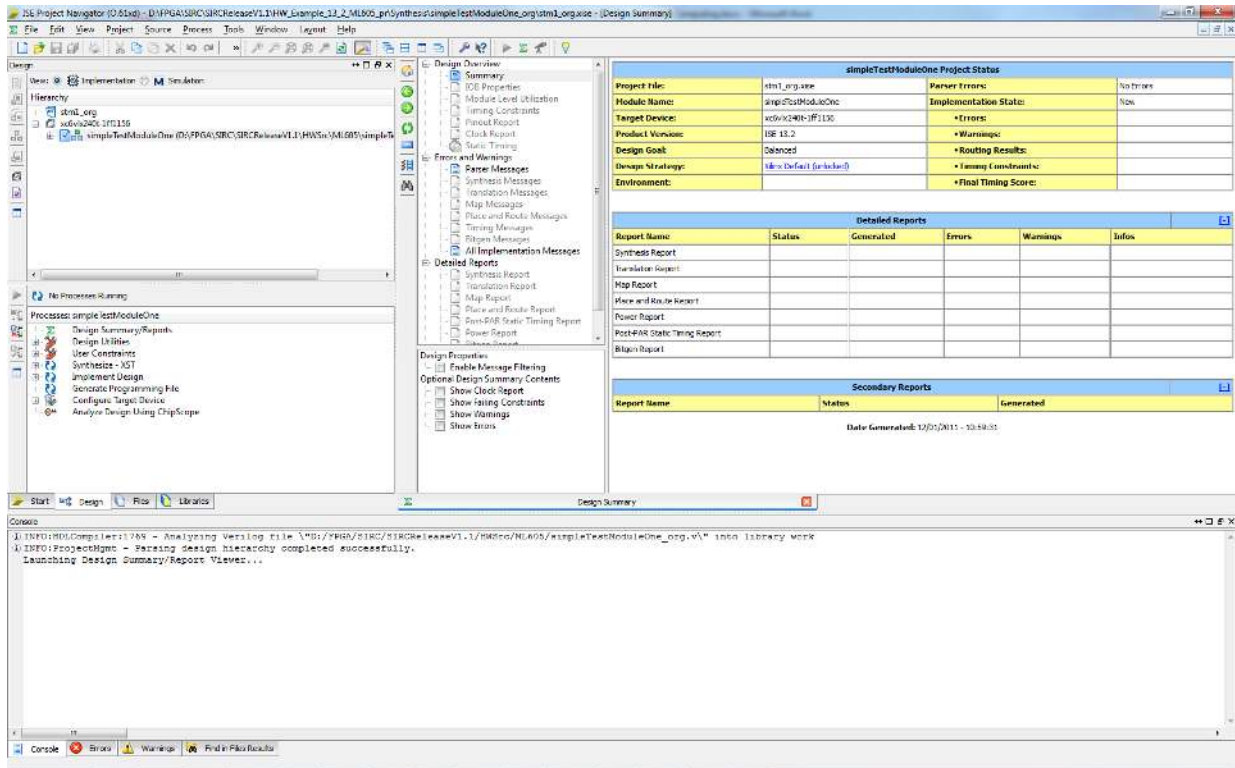 ISE Project Navigator (O.61xd) - D:\FPGA\SIRC\SIRCReleaseV1.1\HW_Example_13_2_ML605_pr\Synthesis\simpleTestModuleOne_org\stm1_org.xise - [Design Summary]
File Edit View Project Source Process Tools Window Layout Help
Design
View: Implementation Simulation
Hierarchy
stm1_org
xc6vlx240t-1ff1156
simpleTestModuleOne (D:\FPGA\SIRC\SIRCReleaseV1.1\HWSrc\ML605\simpleTe
No Processes Running
Processes: simpleTestModuleOne
Design Summary/Reports
Design Utilities
User Constraints
Synthesize - XST
Implement Design
Generate Programming File
Configure Target Device
Analyze Design Using ChipScope
Start Design Files Libraries
Design Overview
Summary
IOB Properties
Module Level Utilization
Timing Constraints
Pinout Report
Clock Report
Static Timing
Errors and Warnings
Parser Messages
Synthesis Messages
Translation Messages
Map Messages
Place and Route Messages
Timing Messages
Bitgen Messages
All Implementation Messages
Detailed Reports
Synthesis Report
Translation Report
Map Report
Place and Route Report
Post-PAR Static Timing Report
Power Report
Bitgen Report
Design Properties
Enable Message Filtering
Optional Design Summary Contents
Show Clock Report
Show Failing Constraints
Show Warnings
Show Errors
simpleTestModuleOne Project Status
Project File: stm1_org.xise Parser Errors: No Errors
Module Name: simpleTestModuleOne Implementation State: New
Target Device: xc6vlx240t-1ff1156 •Errors:
Product Version: ISE 13.2 •Warnings:
Design Goal: Balanced •Routing Results:
Design Strategy: Xilinx Default (unlocked) •Timing Constraints:
Environment: •Final Timing Score:
Detailed Reports [-]
Report Name Status Generated Errors Warnings Infos
Synthesis Report
Translation Report
Map Report
Place and Route Report
Power Report
Post-PAR Static Timing Report
Bitgen Report
Secondary Reports [-]
Report Name Status Generated
Date Generated: 12/01/2011 - 10:59:31
Design Summary
Console
INFO:HDLCompiler:1769 - Analyzing Verilog file \"D:/FPGA/SIRC/SIRCReleaseV1.1/HWSrc/ML605/simpleTestModuleOne_org.v\" into library work
INFO:ProjectMgmt - Parsing design hierarchy completed successfully.
Launching Design Summary/Report Viewer...
Console Errors Warnings Find in Files Results